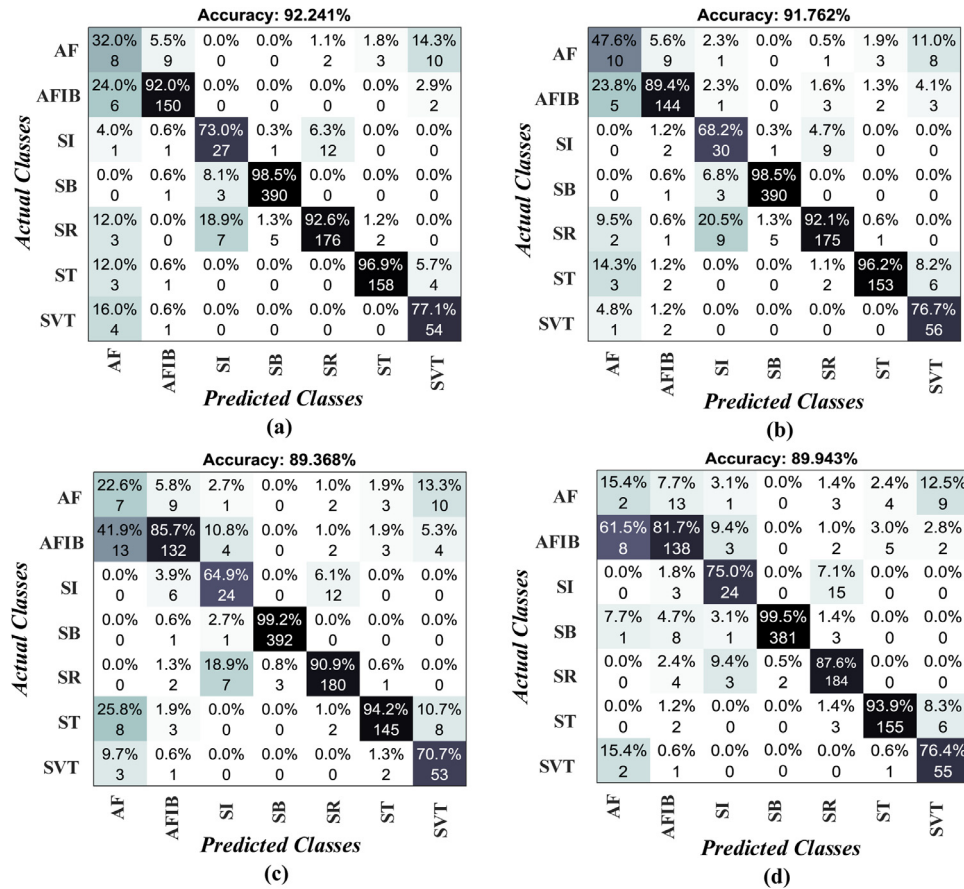 Accuracy: 92.241%
AF 32.0% 5.5% 0.0% 0.0% 1.1% 1.8% 14.3%
8 9 0 0 2 3 10
AFIB 24.0% 92.0% 0.0% 0.0% 0.0% 0.0% 2.9%
6 150 0 0 0 0 2
SI 4.0% 0.6% 73.0% 0.3% 6.3% 0.0% 0.0%
1 1 27 1 12 0 0
SB 0.0% 0.6% 8.1% 98.5% 0.0% 0.0% 0.0%
0 1 3 390 0 0 0
SR 12.0% 0.0% 18.9% 1.3% 92.6% 1.2% 0.0%
3 0 7 5 176 2 0
ST 12.0% 0.6% 0.0% 0.0% 0.0% 96.9% 5.7%
3 1 0 0 0 158 4
SVT 16.0% 0.6% 0.0% 0.0% 0.0% 0.0% 77.1%
4 1 0 0 0 0 54
Actual Classes
AF AFIB SI SB SR ST SVT
Predicted Classes
(a)
Accuracy: 91.762%
AF 47.6% 5.6% 2.3% 0.0% 0.5% 1.9% 11.0%
10 9 1 0 1 3 8
AFIB 23.8% 89.4% 2.3% 0.0% 1.6% 1.3% 4.1%
5 144 1 0 3 2 3
SI 0.0% 1.2% 68.2% 0.3% 4.7% 0.0% 0.0%
0 2 30 1 9 0 0
SB 0.0% 0.6% 6.8% 98.5% 0.0% 0.0% 0.0%
0 1 3 390 0 0 0
SR 9.5% 0.6% 20.5% 1.3% 92.1% 0.6% 0.0%
2 1 9 5 175 1 0
ST 14.3% 1.2% 0.0% 0.0% 1.1% 96.2% 8.2%
3 2 0 0 2 153 6
SVT 4.8% 1.2% 0.0% 0.0% 0.0% 0.0% 76.7%
1 2 0 0 0 0 56
Actual Classes
AF AFIB SI SB SR ST SVT
Predicted Classes
(b)
Accuracy: 89.368%
AF 22.6% 5.8% 2.7% 0.0% 1.0% 1.9% 13.3%
7 9 1 0 2 3 10
AFIB 41.9% 85.7% 10.8% 0.0% 1.0% 1.9% 5.3%
13 132 4 0 2 3 4
SI 0.0% 3.9% 64.9% 0.0% 6.1% 0.0% 0.0%
0 6 24 0 12 0 0
SB 0.0% 0.6% 2.7% 99.2% 0.0% 0.0% 0.0%
0 1 1 392 0 0 0
SR 0.0% 1.3% 18.9% 0.8% 90.9% 0.6% 0.0%
0 2 7 3 180 1 0
ST 25.8% 1.9% 0.0% 0.0% 1.0% 94.2% 10.7%
8 3 0 0 2 145 8
SVT 9.7% 0.6% 0.0% 0.0% 0.0% 1.3% 70.7%
3 1 0 0 0 2 53
Actual Classes
AF AFIB SI SB SR ST SVT
Predicted Classes
(c)
Accuracy: 89.943%
AF 15.4% 7.7% 3.1% 0.0% 1.4% 2.4% 12.5%
2 13 1 0 3 4 9
AFIB 61.5% 81.7% 9.4% 0.0% 1.0% 3.0% 2.8%
8 138 3 0 2 5 2
SI 0.0% 1.8% 75.0% 0.0% 7.1% 0.0% 0.0%
0 3 24 0 15 0 0
SB 7.7% 4.7% 3.1% 99.5% 1.4% 0.0% 0.0%
1 8 1 381 3 0 0
SR 0.0% 2.4% 9.4% 0.5% 87.6% 0.0% 0.0%
0 4 3 2 184 0 0
ST 0.0% 1.2% 0.0% 0.0% 1.4% 93.9% 8.3%
0 2 0 0 3 155 6
SVT 15.4% 0.6% 0.0% 0.0% 0.0% 0.6% 76.4%
2 1 0 0 0 1 55
Actual Classes
AF AFIB SI SB SR ST SVT
Predicted Classes
(d)